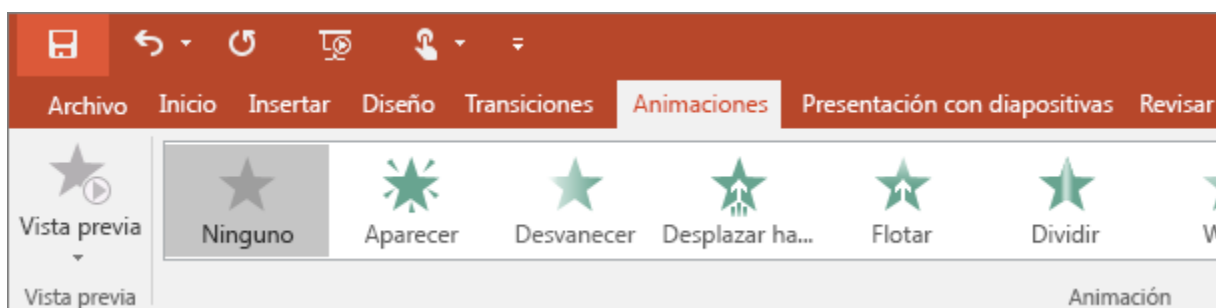 Archivo Inicio Insertar Diseño Transiciones Animaciones Presentación con diapositivas Revisar
Vista previa Ninguno Aparecer Desvanecer Desplazar ha... Flotar Dividir
Vista previa Animación